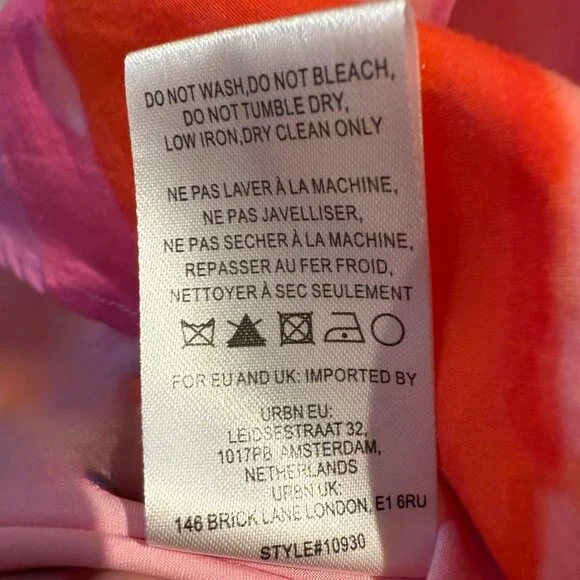 DO NOT WASH,DO NOT BLEACH,
DO NOT TUMBLE DRY,
LOW IRON,DRY CLEAN ONLY
NE PAS LAVER À LA MACHINE,
NE PAS JAVELLISER,
NE PAS SECHER À LA MACHINE,
REPASSER AU FER FROID,
NETTOYER À SEC SEULEMENT
FOR EU AND UK: IMPORTED BY
URBN EU:
LEIDSESTRAAT 32,
1017PB AMSTERDAM,
NETHERLANDS
URBN UK:
146 BRICK LANE LONDON, E1 6RU
STYLE#10930